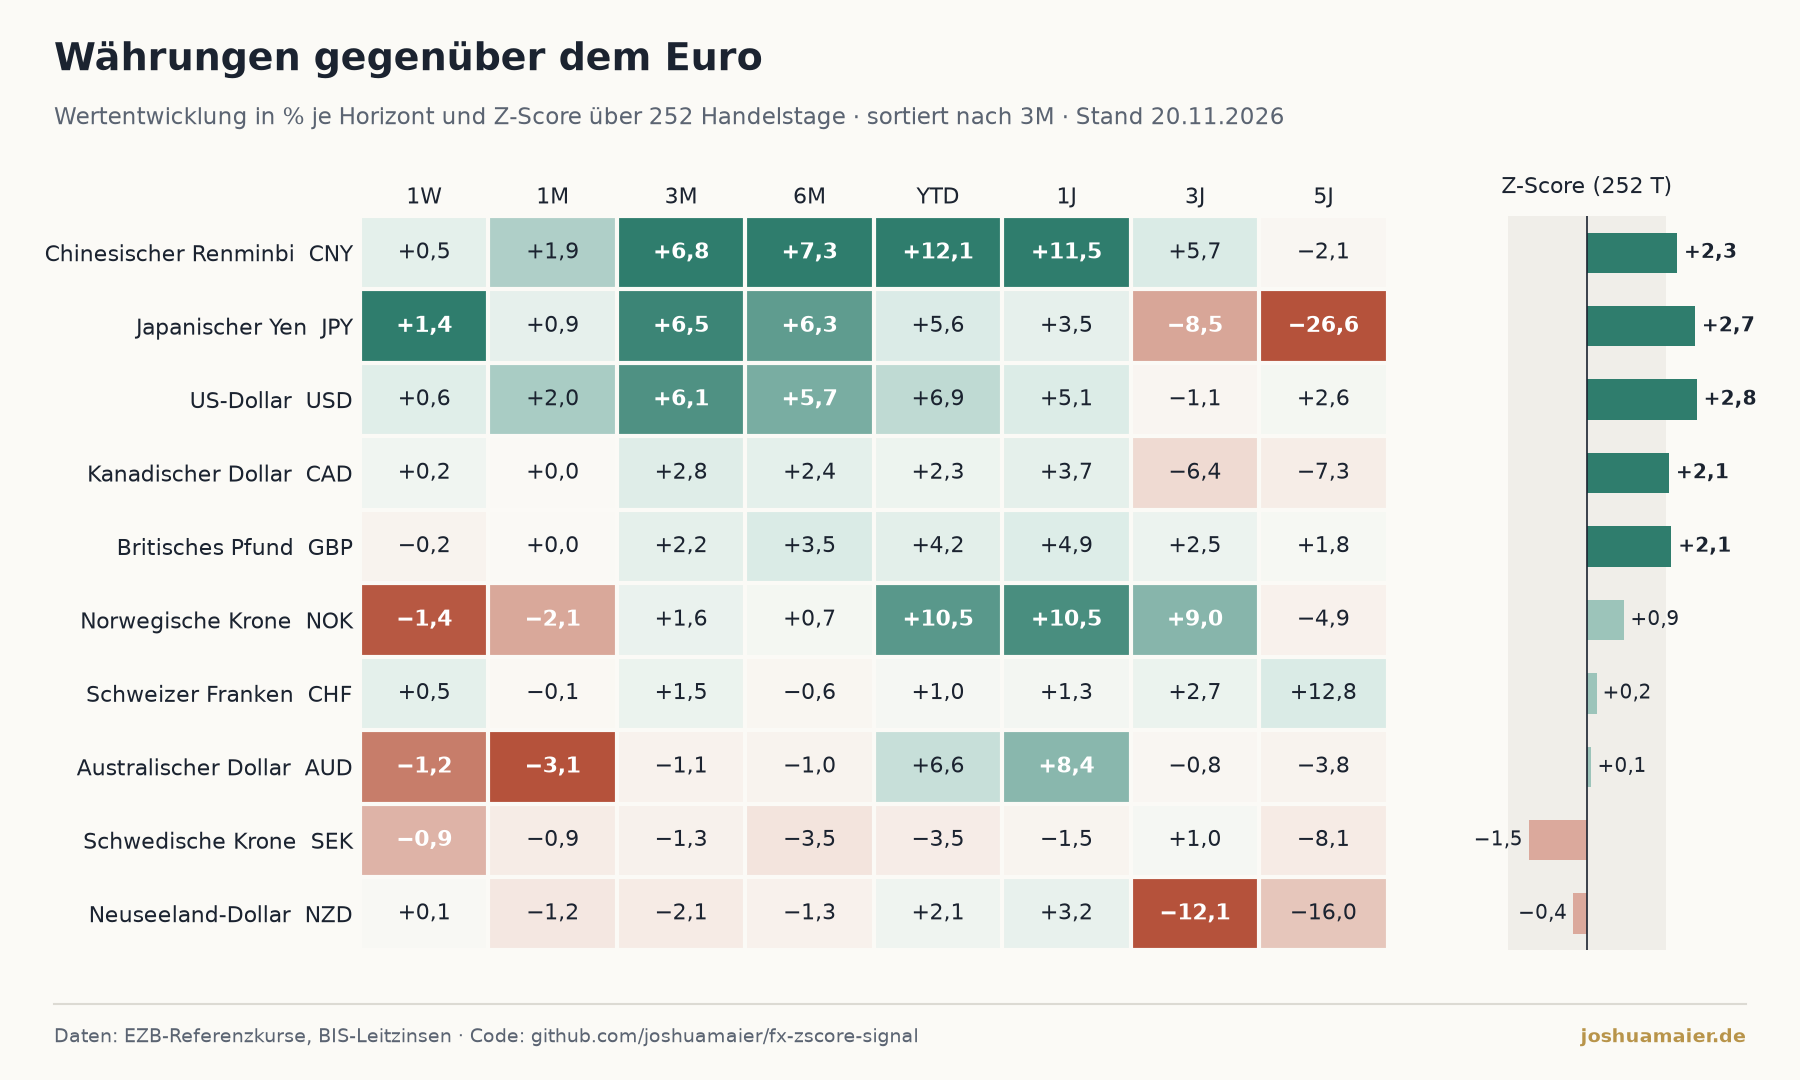 Währungen gegenüber dem Euro
Wertentwicklung in % je Horizont und Z-Score über 252 Handelstage · sortiert nach 3M · Stand 20.11.2026
1W 1M 3M 6M YTD 1J 3J 5J Z-Score (252 T)
Chinesischer Renminbi CNY +0,5 +1,9 +6,8 +7,3 +12,1 +11,5 +5,7 −2,1 +2,3
Japanischer Yen JPY +1,4 +0,9 +6,5 +6,3 +5,6 +3,5 −8,5 −26,6 +2,7
US-Dollar USD +0,6 +2,0 +6,1 +5,7 +6,9 +5,1 −1,1 +2,6 +2,8
Kanadischer Dollar CAD +0,2 +0,0 +2,8 +2,4 +2,3 +3,7 −6,4 −7,3 +2,1
Britisches Pfund GBP −0,2 +0,0 +2,2 +3,5 +4,2 +4,9 +2,5 +1,8 +2,1
Norwegische Krone NOK −1,4 −2,1 +1,6 +0,7 +10,5 +10,5 +9,0 −4,9 +0,9
Schweizer Franken CHF +0,5 −0,1 +1,5 −0,6 +1,0 +1,3 +2,7 +12,8 +0,2
Australischer Dollar AUD −1,2 −3,1 −1,1 −1,0 +6,6 +8,4 −0,8 −3,8 +0,1
Schwedische Krone SEK −0,9 −0,9 −1,3 −3,5 −3,5 −1,5 +1,0 −8,1 −1,5
Neuseeland-Dollar NZD +0,1 −1,2 −2,1 −1,3 +2,1 +3,2 −12,1 −16,0 −0,4
Daten: EZB-Referenzkurse, BIS-Leitzinsen · Code: github.com/joshuamaier/fx-zscore-signal
joshuamaier.de